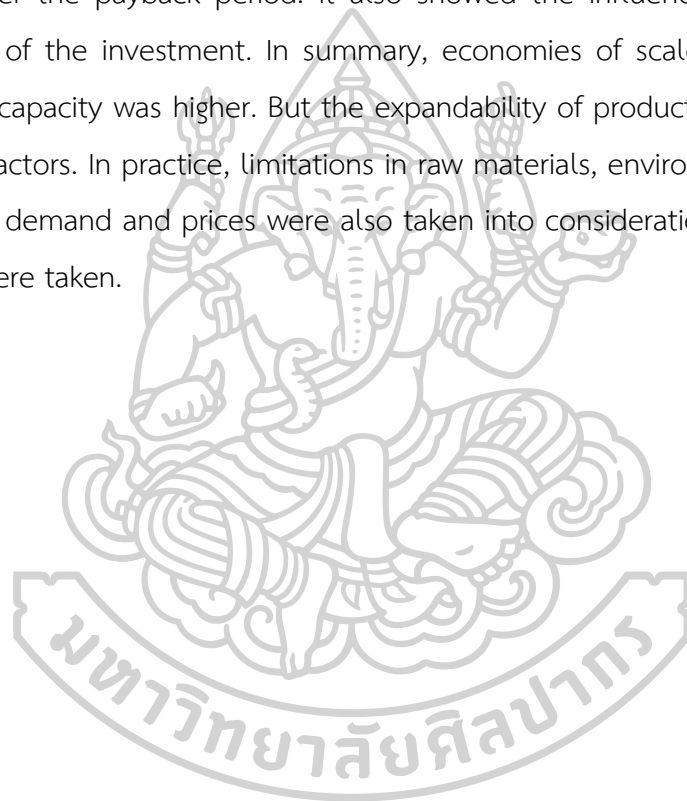 er the payback period. It also showed the influenc
of the investment. In summary, economies of scal
capacity was higher. But the expandability of product
actors. In practice, limitations in raw materials, enviro
demand and prices were also taken into consideratio
ere taken.
มหาวิทยาลัยศิลปากร